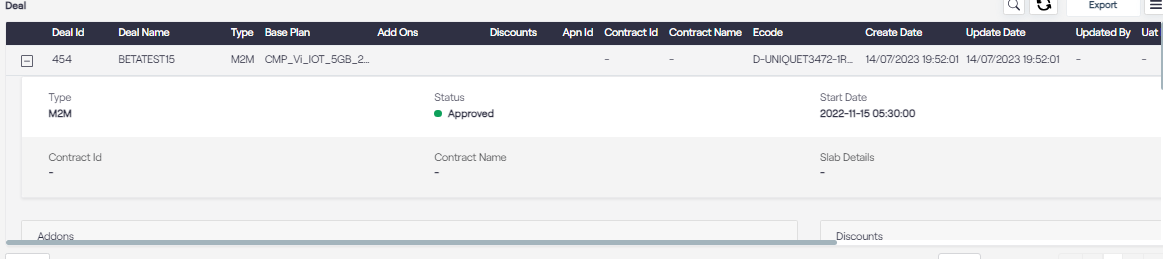 Deal
Export
Deal Id Deal Name Type Base Plan Add Ons Discounts Apn Id Contract Id Contract Name Ecode Create Date Update Date Updated By Uat
454 BETATEST15 M2M CMP_Vi_IOT_5GB_2... - - D-UNIQUET3472-1R... 14/07/2023 19:52:01 14/07/2023 19:52:01 - -
Type Status Start Date
M2M Approved 2022-11-15 05:30:00
Contract Id Contract Name Slab Details
- - -
Addons Discounts